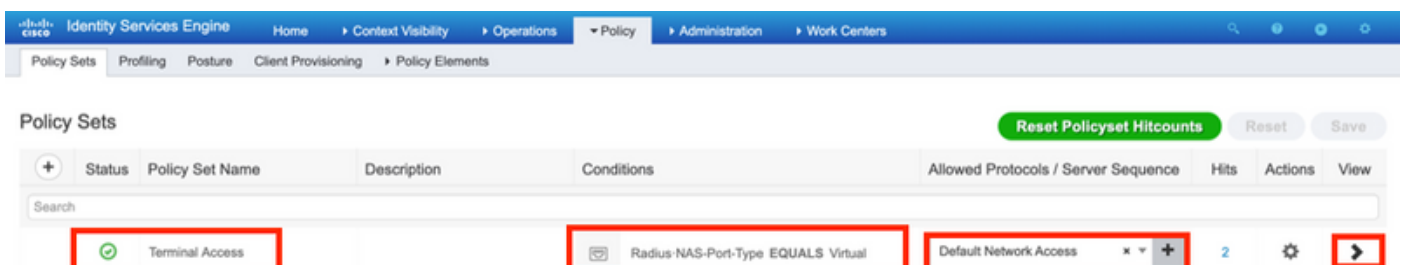 cisco Identity Services Engine Home Context Visibility Operations Policy Administration Work Centers
Policy Sets Profiling Posture Client Provisioning Policy Elements
Policy Sets
Reset Policyset Hitcounts Reset Save
+ Status Policy Set Name Description Conditions Allowed Protocols / Server Sequence Hits Actions View
Search
Terminal Access Radius·NAS-Port-Type EQUALS Virtual Default Network Access × + 2